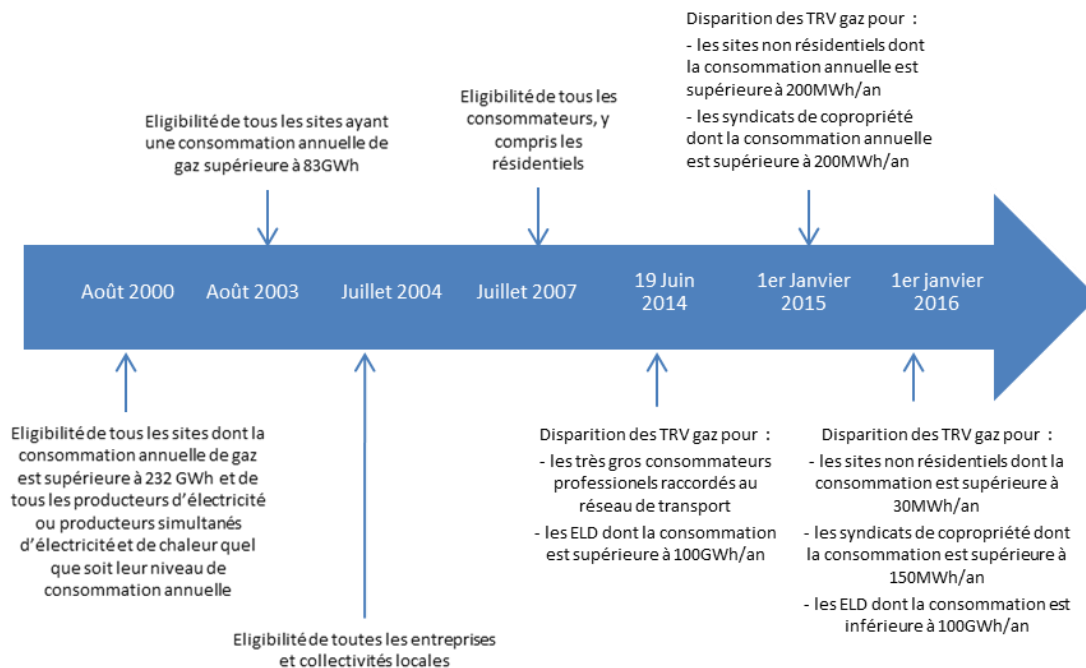 Disparition des TRV gaz pour :
- les sites non résidentiels dont
la consommation annuelle est
supérieure à 200MWh/an
- les syndicats de copropriété
dont la consommation annuelle
est supérieure à 200MWh/an
Eligibilité de tous les
consommateurs, y
compris les
résidentiels
Eligibilité de tous les sites ayant
une consommation annuelle de
gaz supérieure à 83GWh
Août 2000
Août 2003
Juillet 2004
Juillet 2007
19 Juin
2014
1er Janvier
2015
1er janvier
2016
Eligibilité de tous les sites dont la
consommation annuelle de gaz
est supérieure à 232 GWh et de
tous les producteurs d’électricité
ou producteurs simultanés
d’électricité et de chaleur quel
que soit leur niveau de
consommation annuelle
Eligibilité de toutes les entreprises
et collectivités locales
Disparition des TRV gaz pour :
- les très gros consommateurs
professionels raccordés au
réseau de transport
- les ELD dont la consommation
est supérieure à 100GWh/an
Disparition des TRV gaz pour :
- les sites non résidentiels dont la
consommation est supérieure à
30MWh/an
- les syndicats de copropriété dont
la consommation est supérieure à
150MWh/an
- les ELD dont la consommation est
inférieure à 100GWh/an